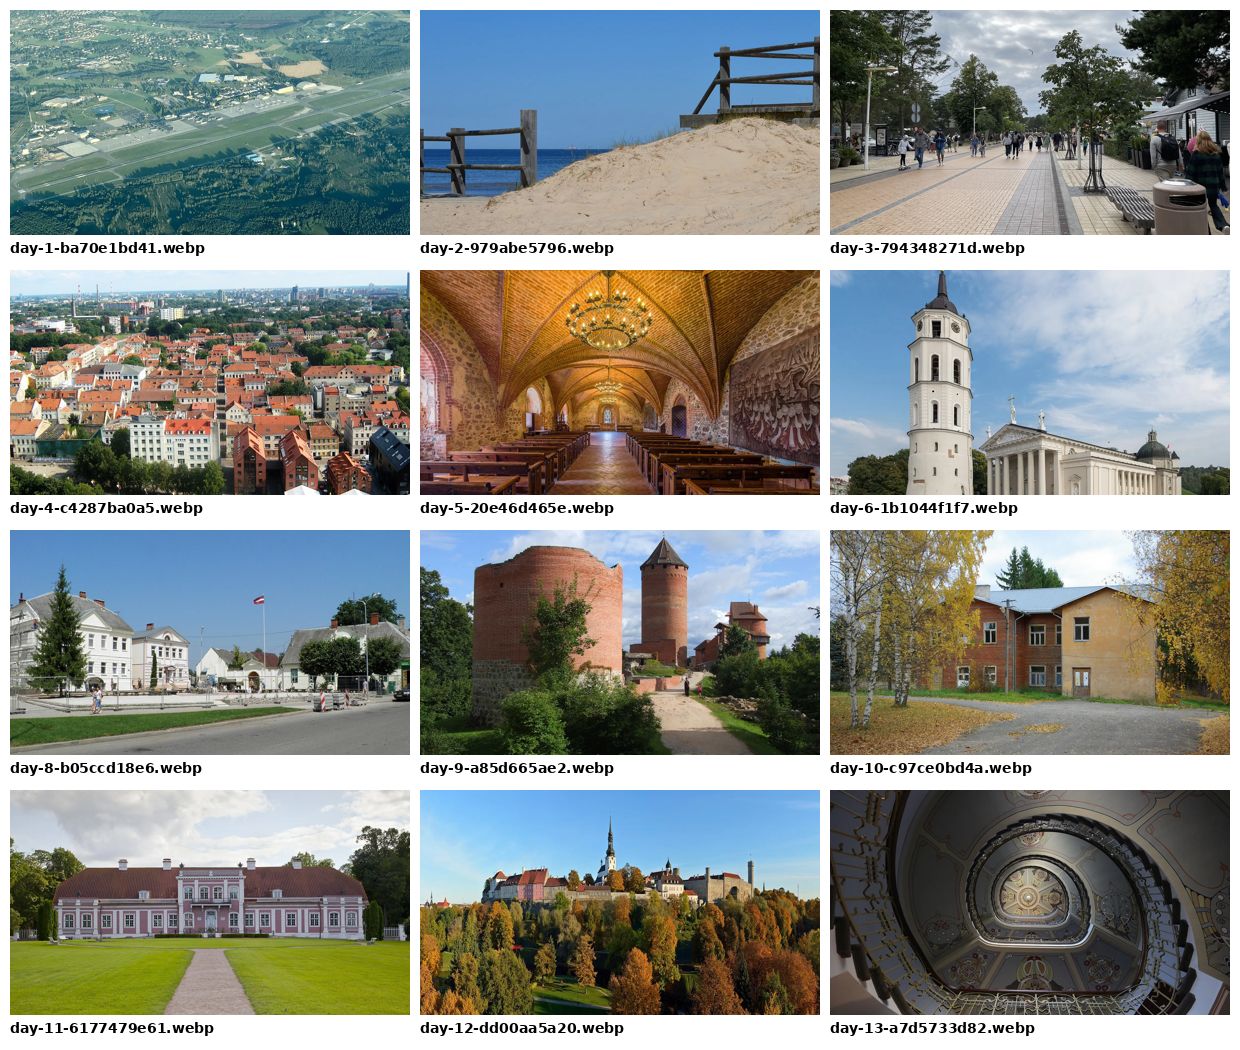 day-1-ba70e1bd41.webp
day-2-979abe5796.webp
day-3-794348271d.webp
day-4-c4287ba0a5.webp
day-5-20e46d465e.webp
day-6-1b1044f1f7.webp
day-8-b05ccd18e6.webp
day-9-a85d665ae2.webp
day-10-c97ce0bd4a.webp
day-11-6177479e61.webp
day-12-dd00aa5a20.webp
day-13-a7d5733d82.webp